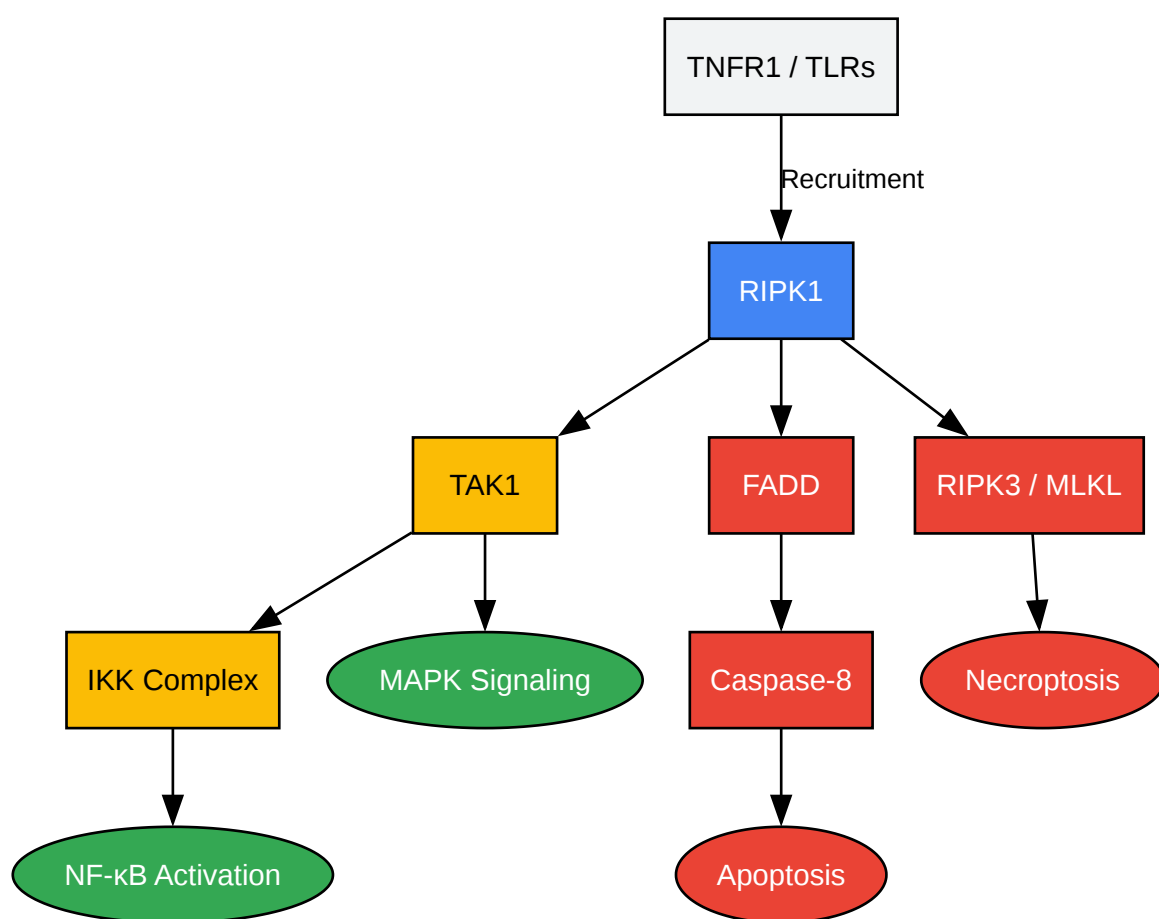 TNFR1 / TLRs
Recruitment
RIPK1
TAK1
FADD
RIPK3 / MLKL
IKK Complex
MAPK Signaling
Caspase-8
Necroptosis
NF-κB Activation
Apoptosis